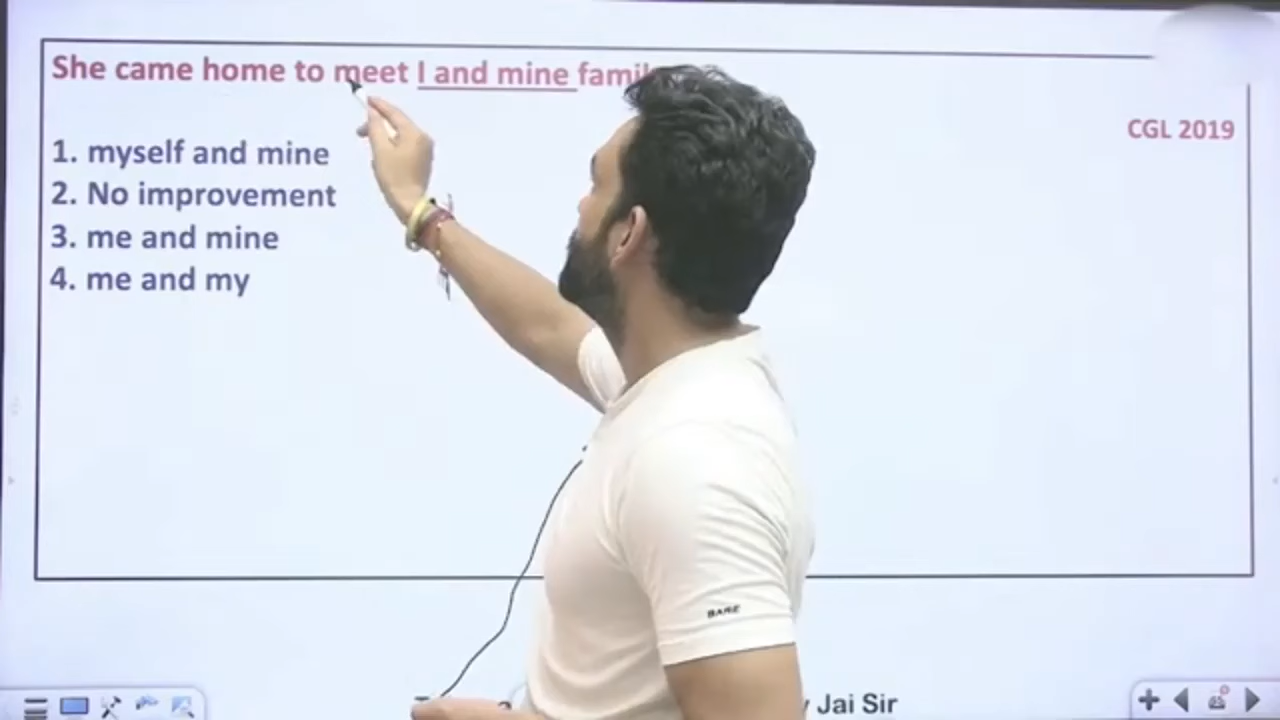 She came home to meet I and mine
CGL 2019
1. myself and mine
2. No improvement
3. me and mine
4. me and my
BARE
Jai Sir